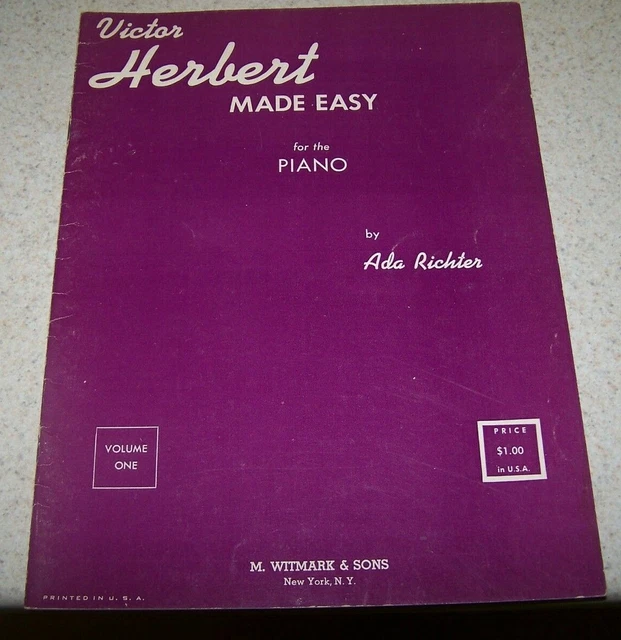 Victor
Herbert
MADE EASY
for the
PIANO
by
Ada Richter
VOLUME
ONE
PRICE
$1.00
in U.S.A.
M. WITMARK & SONS
New York, N.Y.
PRINTED IN U. S. A.